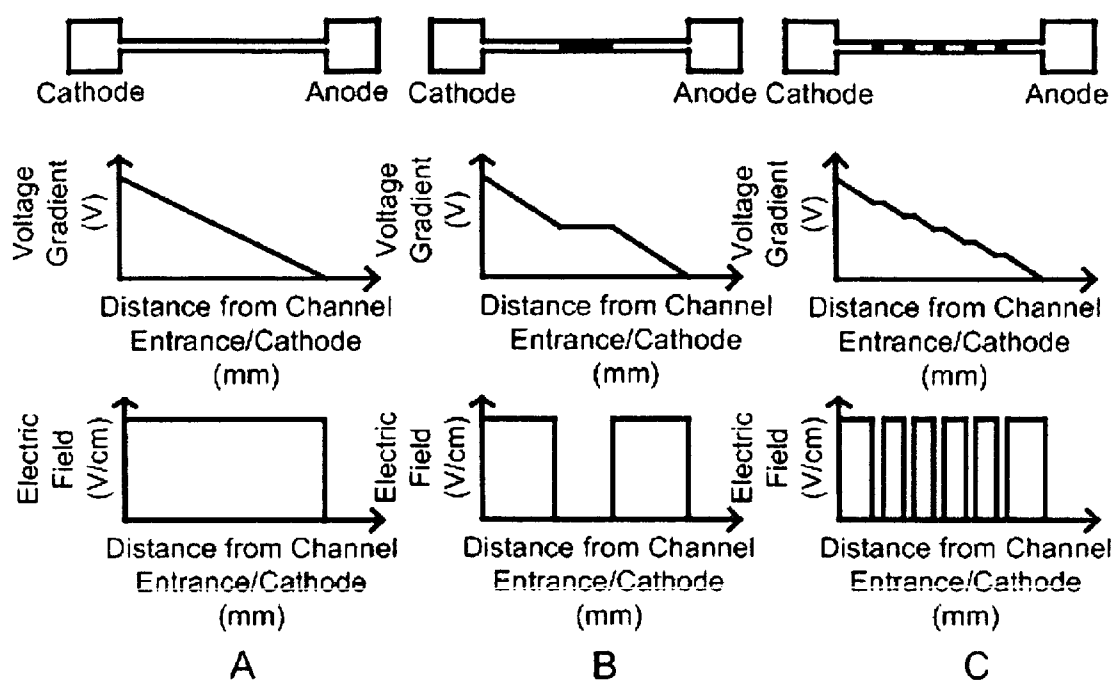 Cathode Anode Cathode Anode Cathode Anode
Voltage
Gradient
(V)
Voltage
Gradient
(V)
Voltage
Gradient
(V)
Distance from Channel
Entrance/Cathode
(mm)
Distance from Channel
Entrance/Cathode
(mm)
Distance from Channel
Entrance/Cathode
(mm)
Electric
Field
(V/cm)
Electric
Field
(V/cm)
Electric
Field
(V/cm)
Distance from Channel
Entrance/Cathode
(mm)
Distance from Channel
Entrance/Cathode
(mm)
Distance from Channel
Entrance/Cathode
(mm)
A B C